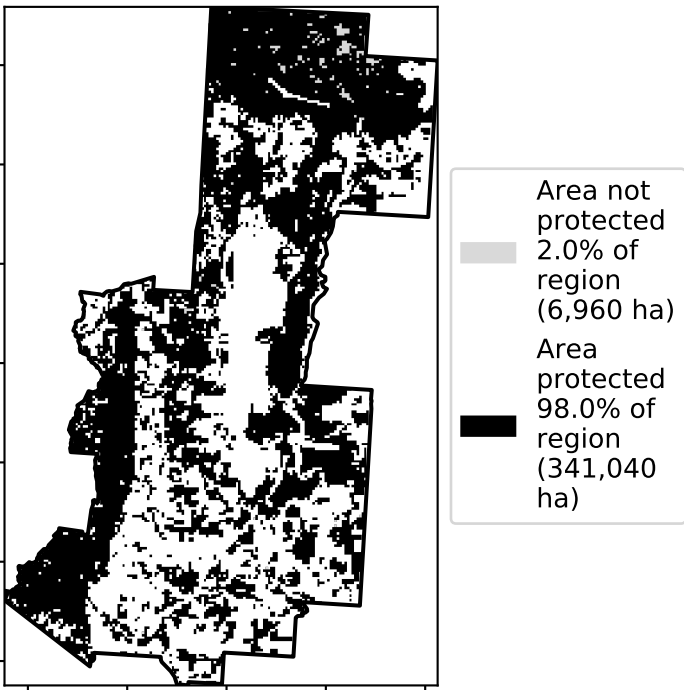 Area not
protected
2.0% of
region
(6,960 ha)
Area
protected
98.0% of
region
(341,040
ha)